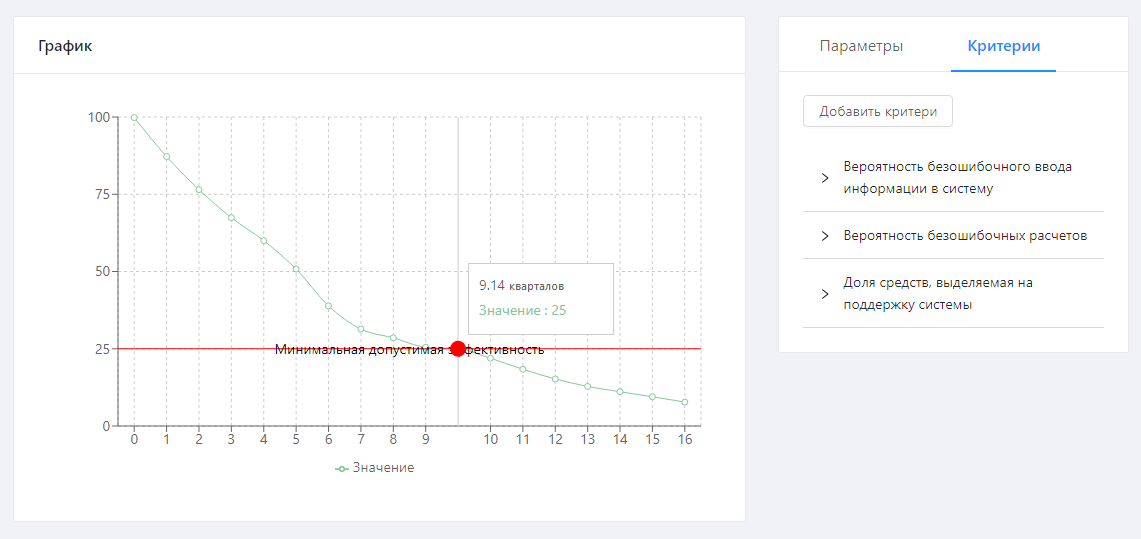 График
100
75
50
25
0
0 1 2 3 4 5 6 7 8 9 10 11 12 13 14 15 16
9.14 кварталов
Значение : 25
Минимальная допустимая эффективность
Значение
Параметры Критерии
Добавить критери
Вероятность безошибочного ввода
информации в систему
Вероятность безошибочных расчетов
Доля средств, выделяемая на
поддержку системы